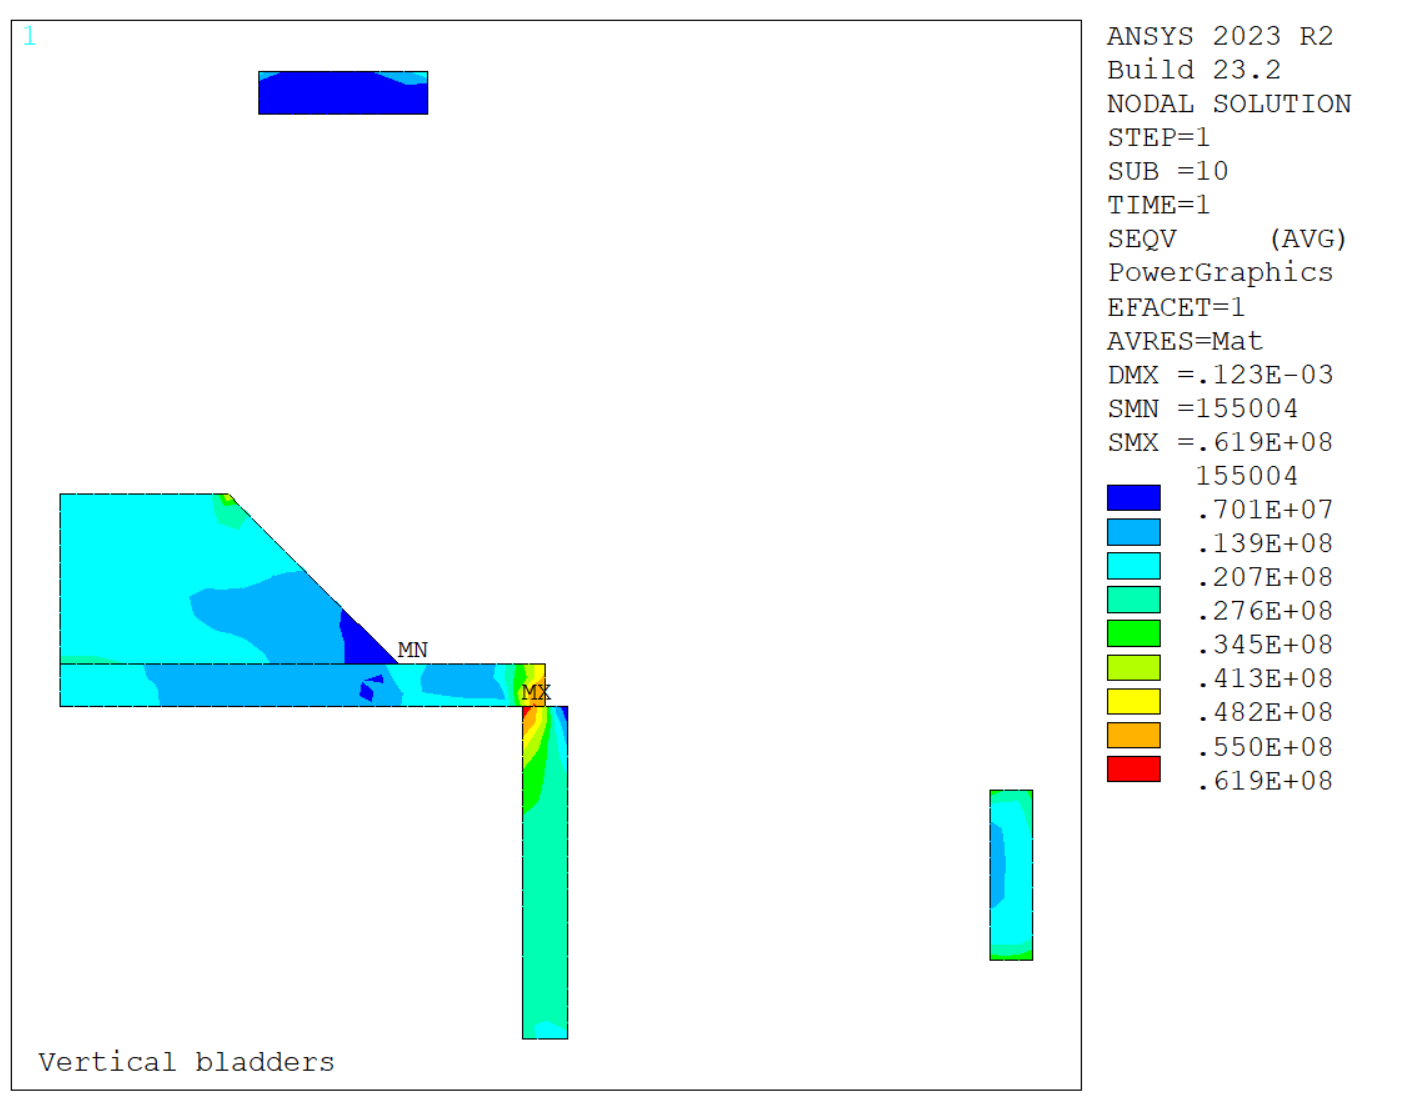 1
ANSYS 2023 R2
Build 23.2
NODAL SOLUTION
STEP=1
SUB =10
TIME=1
SEQV (AVG)
PowerGraphics
EFACET=1
AVRES=Mat
DMX =.123E-03
SMN =155004
SMX =.619E+08
155004
.701E+07
.139E+08
.207E+08
.276E+08
.345E+08
.413E+08
.482E+08
.550E+08
.619E+08
MN
MX
Vertical bladders